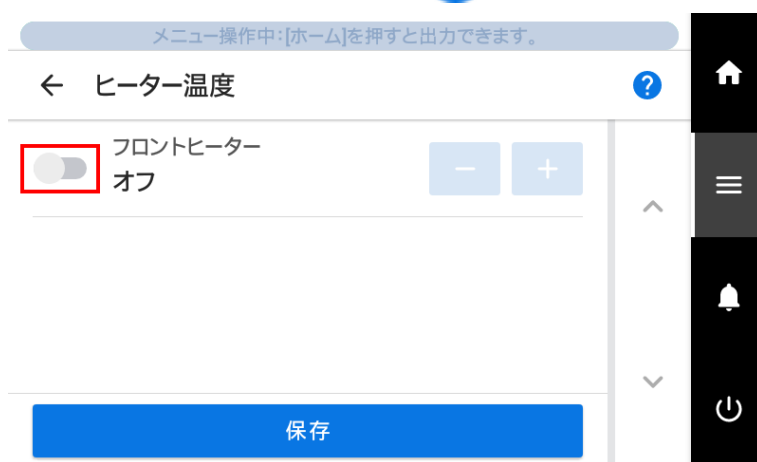 メニュー操作中:[ホーム]を押すと出力できます。
← ヒーター温度
?
フロントヒーター
オフ
− +
保存